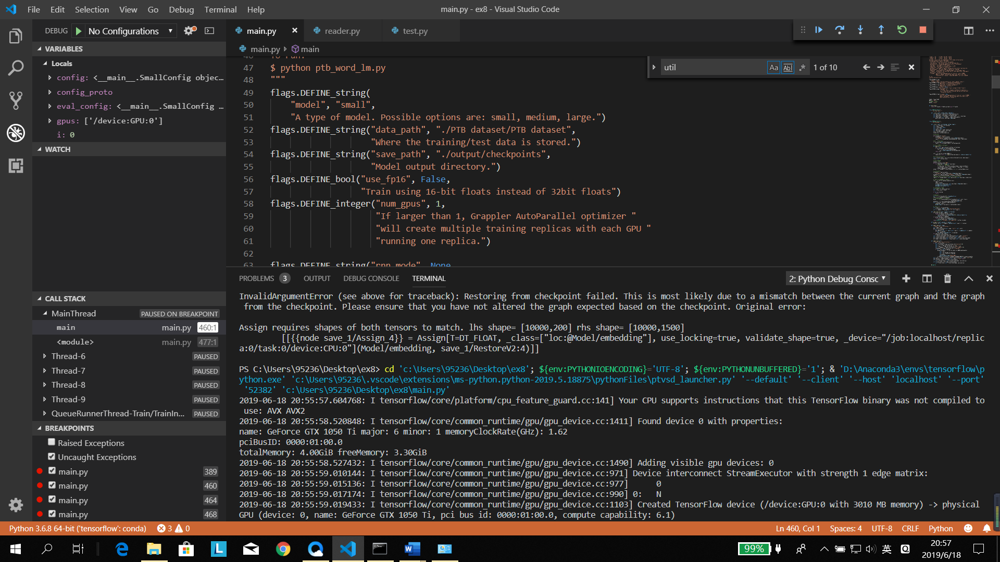 File Edit Selection View Go Debug Terminal Help
main.py - ex8 - Visual Studio Code
DEBUG No Configurations
main.py
reader.py
test.py
VARIABLES
Locals
config: <__main__.SmallConfig objec...
config_proto
eval_config: <__main__.SmallConfig ...
gpus: ['/device:GPU:0']
i: 0
WATCH
CALL STACK
MainThread PAUSED ON BREAKPOINT
main main.py 460:1
<module> main.py 477:1
Thread-6 PAUSED
Thread-7 PAUSED
Thread-8 PAUSED
Thread-9 PAUSED
QueueRunnerThread-Train/TrainIn... PAUSED
BREAKPOINTS
Raised Exceptions
Uncaught Exceptions
main.py 389
main.py 460
main.py 464
main.py 468
main.py main
util Aa Abl .* 1 of 10
46 To run:
47 $ python ptb_word_lm.py
48 """
49 flags.DEFINE_string(
50 "model", "small",
51 "A type of model. Possible options are: small, medium, large.")
52 flags.DEFINE_string("data_path", "./PTB dataset/PTB dataset",
53 "Where the training/test data is stored.")
54 flags.DEFINE_string("save_path", "./output/checkpoints",
55 "Model output directory.")
56 flags.DEFINE_bool("use_fp16", False,
57 "Train using 16-bit floats instead of 32bit floats")
58 flags.DEFINE_integer("num_gpus", 1,
59 "If larger than 1, Grappler AutoParallel optimizer "
60 "will create multiple training replicas with each GPU "
61 "running one replica.")
62
63 flags.DEFINE_string("rnn_mode", None
PROBLEMS 3 OUTPUT DEBUG CONSOLE TERMINAL
2: Python Debug Consc
InvalidArgumentError (see above for traceback): Restoring from checkpoint failed. This is most likely due to a mismatch between the current graph and the graph
from the checkpoint. Please ensure that you have not altered the graph expected based on the checkpoint. Original error:
Assign requires shapes of both tensors to match. lhs shape= [10000,200] rhs shape= [10000,1500]
[[{{node save_1/Assign_4}} = Assign[T=DT_FLOAT, _class=["loc:@Model/embedding"], use_locking=true, validate_shape=true, _device="/job:localhost/replic
a:0/task:0/device:CPU:0"](Model/embedding, save_1/RestoreV2:4)]]
PS C:\Users\95236\Desktop\ex8> cd 'c:\Users\95236\Desktop\ex8'; ${env:PYTHONIOENCODING}='UTF-8'; ${env:PYTHONUNBUFFERED}='1'; & 'D:\Anaconda3\envs\tensorflow\p
ython.exe' 'c:\Users\95236\.vscode\extensions\ms-python.python-2019.5.18875\pythonFiles\ptvsd_launcher.py' '--default' '--client' '--host' 'localhost' '--port'
'52382' 'c:\Users\95236\Desktop\ex8\main.py'
2019-06-18 20:55:57.604768: I tensorflow/core/platform/cpu_feature_guard.cc:141] Your CPU supports instructions that this TensorFlow binary was not compiled to
use: AVX AVX2
2019-06-18 20:55:58.520848: I tensorflow/core/common_runtime/gpu/gpu_device.cc:1411] Found device 0 with properties:
name: GeForce GTX 1050 Ti major: 6 minor: 1 memoryClockRate(GHz): 1.62
pciBusID: 0000:01:00.0
totalMemory: 4.00GiB freeMemory: 3.30GiB
2019-06-18 20:55:58.527432: I tensorflow/core/common_runtime/gpu/gpu_device.cc:1490] Adding visible gpu devices: 0
2019-06-18 20:55:59.010144: I tensorflow/core/common_runtime/gpu/gpu_device.cc:971] Device interconnect StreamExecutor with strength 1 edge matrix:
2019-06-18 20:55:59.015136: I tensorflow/core/common_runtime/gpu/gpu_device.cc:977] 0
2019-06-18 20:55:59.017174: I tensorflow/core/common_runtime/gpu/gpu_device.cc:990] 0: N
2019-06-18 20:55:59.019433: I tensorflow/core/common_runtime/gpu/gpu_device.cc:1103] Created TensorFlow device (/device:GPU:0 with 3010 MB memory) -> physical
GPU (device: 0, name: GeForce GTX 1050 Ti, pci bus id: 0000:01:00.0, compute capability: 6.1)
Python 3.6.8 64-bit ('tensorflow': conda) 3 0
Ln 460, Col 1 Spaces: 4 UTF-8 CRLF Python
99% 英 20:57
2019/6/18